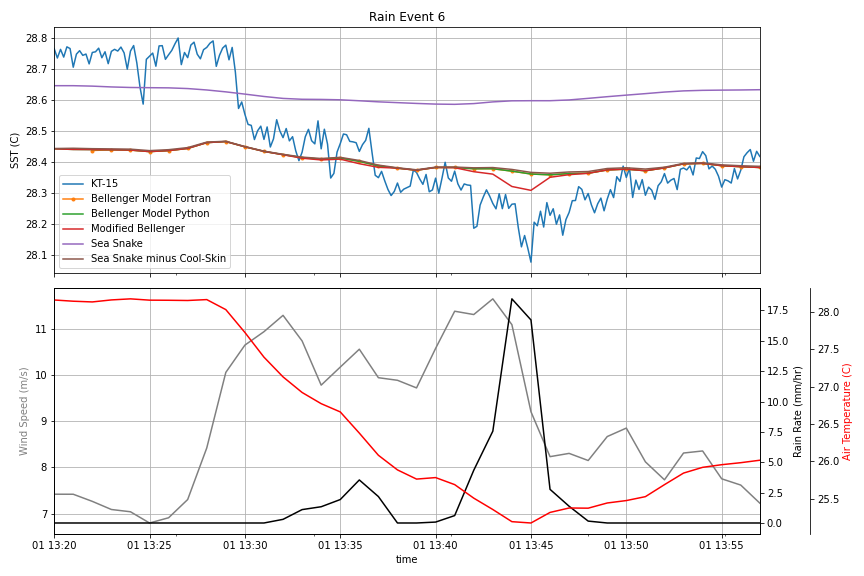 Rain Event 6
SST (C)
28.8
28.7
28.6
28.5
28.4
28.3
28.2
28.1
KT-15
Bellenger Model Fortran
Bellenger Model Python
Modified Bellenger
Sea Snake
Sea Snake minus Cool-Skin
Wind Speed (m/s)
11
10
9
8
7
17.5
15.0
12.5
10.0
7.5
5.0
2.5
0.0
Rain Rate (mm/hr)
28.0
27.5
27.0
26.5
26.0
25.5
Air Temperature (C)
01 13:20 01 13:25 01 13:30 01 13:35 01 13:40 01 13:45 01 13:50 01 13:55
time